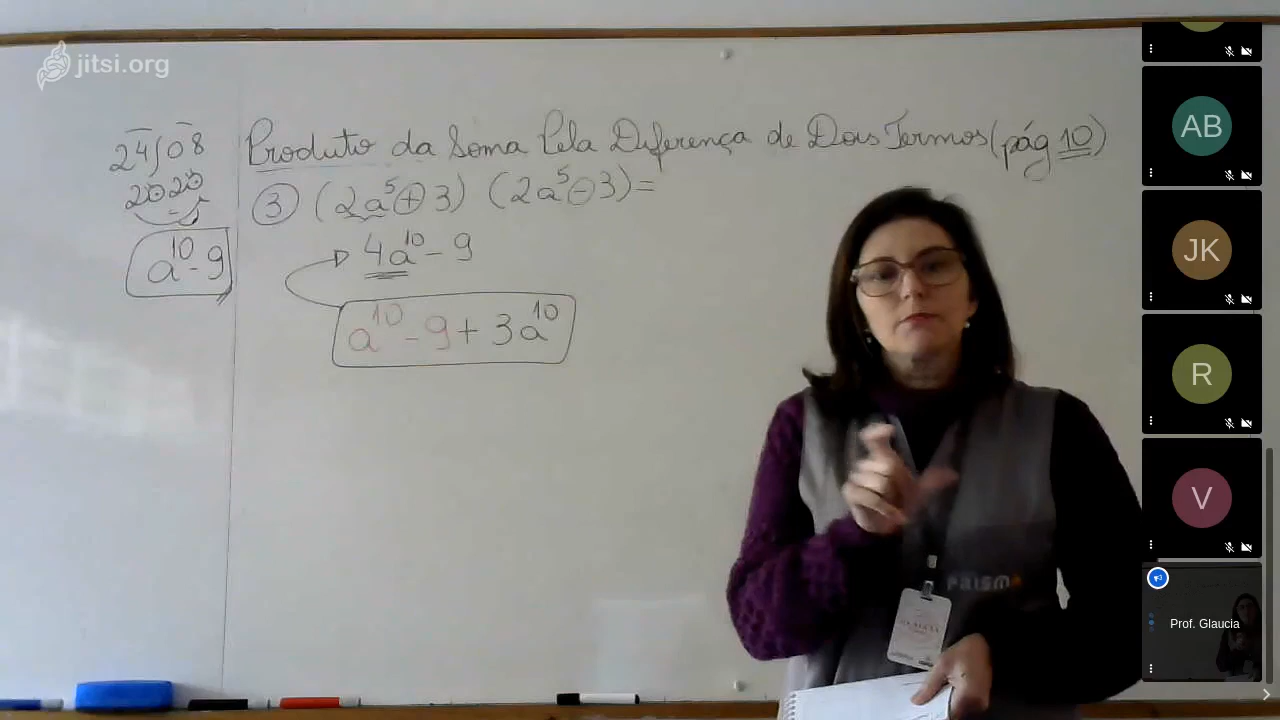 jitsi.org
24/08
2020
a¹⁰-9
Produto da Soma Pela Diferença de Dois Termos (pág 10)
③ (2a⁵+3) (2a⁵-3)=
4a¹⁰-9
a¹⁰-9+3a¹⁰
PRISMA
AB
JK
R
V
Prof. Glaucia